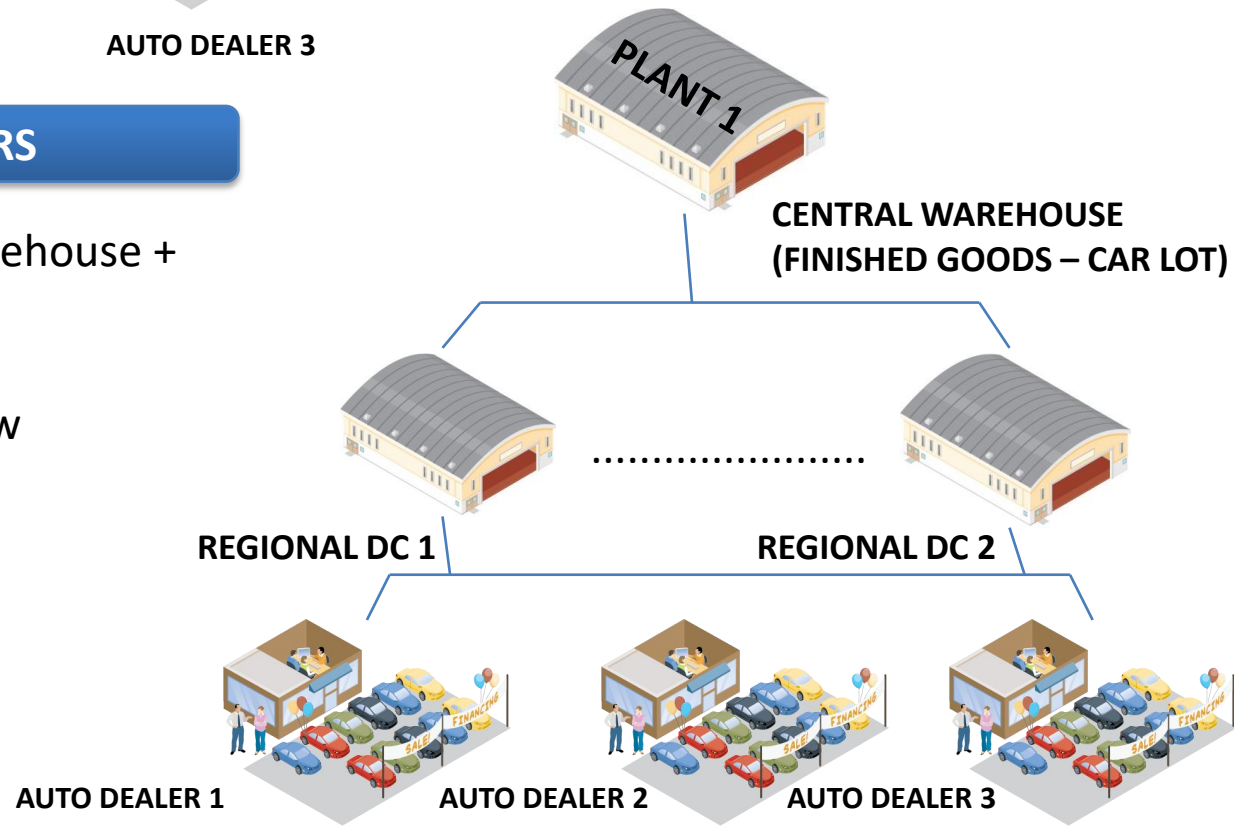 AUTO DEALER 3
PLANT 1
RS
CENTRAL WAREHOUSE
(FINISHED GOODS – CAR LOT)
ehouse +
w
.......................
REGIONAL DC 1
REGIONAL DC 2
FINANCING
SALE!
FINANCING
SALE!
FINANCING
SALE!
AUTO DEALER 1
AUTO DEALER 2
AUTO DEALER 3